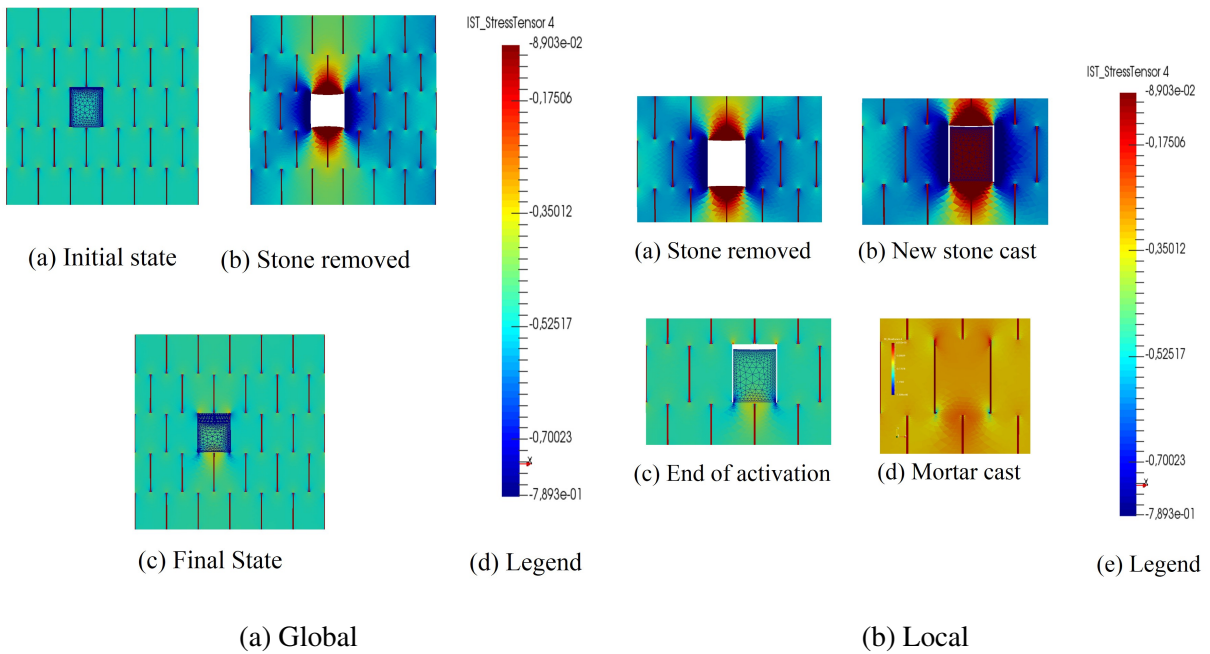 IST_StressTensor 4
-8,903e-02
-0.17506
-0.35012
-0.52517
-0.70023
-7,893e-01
(a) Initial state
(b) Stone removed
(c) Final State
(d) Legend
(a) Global
(a) Stone removed
(b) New stone cast
(c) End of activation
(d) Mortar cast
IST_StressTensor 4
-8.903e-02
-0.17506
-0.35012
-0.52517
-0.70023
-7,893e-01
(e) Legend
(b) Local